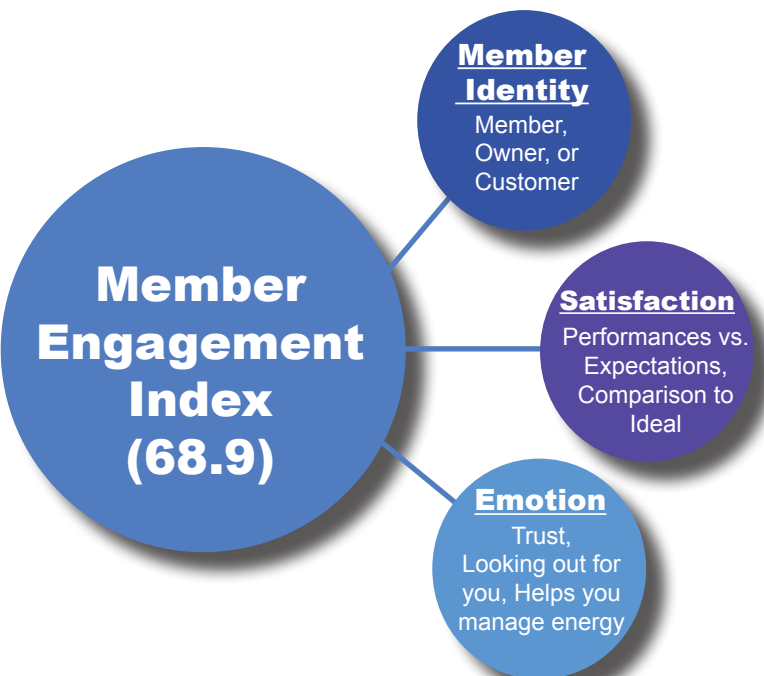 Member
Engagement
Index
(68.9)
Member
Identity
Member,
Owner, or
Customer
Satisfaction
Performances vs.
Expectations,
Comparison to
Ideal
Emotion
Trust,
Looking out for
you, Helps you
manage energy